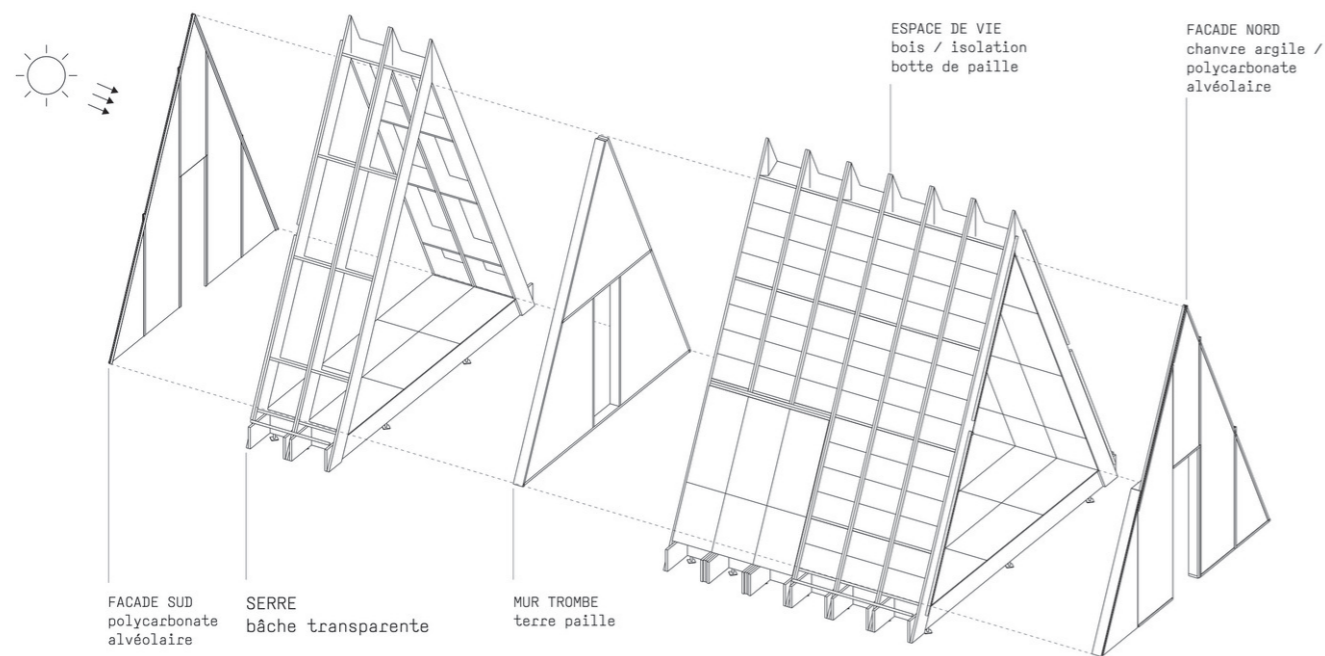 ESPACE DE VIE
bois / isolation
botte de paille
FACADE NORD
chanvre argile /
polycarbonate
alvéolaire
FACADE SUD
polycarbonate
alvéolaire
SERRE
bâche transparente
MUR TROMBE
terre paille